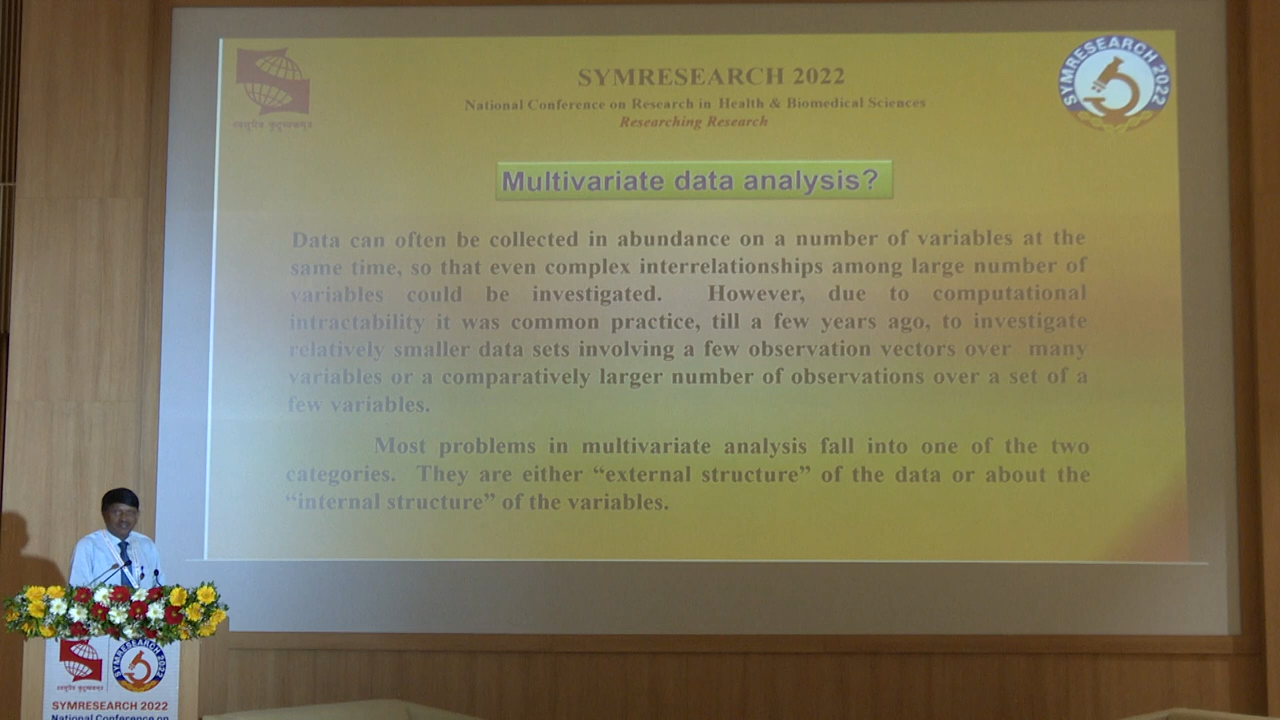 SYMRESEARCH 2022
National Conference on Research in Health & Biomedical Sciences
Researching Research
SYMRESEARCH 2022
Multivariate data analysis?
Data can often be collected in abundance on a number of variables at the
same time, so that even complex interrelationships among large number of
variables could be investigated. However, due to computational
intractability it was common practice, till a few years ago, to investigate
relatively smaller data sets involving a few observation vectors over many
variables or a comparatively larger number of observations over a set of a
few variables.
Most problems in multivariate analysis fall into one of the two
categories. They are either “external structure” of the data or about the
“internal structure” of the variables.
SYMRESEARCH 2022
SYMRESEARCH 2022
National Conference on